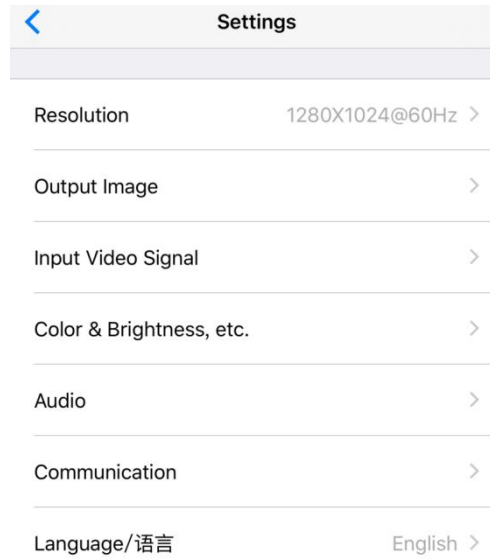 Settings
Resolution 1280X1024@60Hz
Output Image
Input Video Signal
Color & Brightness, etc.
Audio
Communication
Language/语言 English